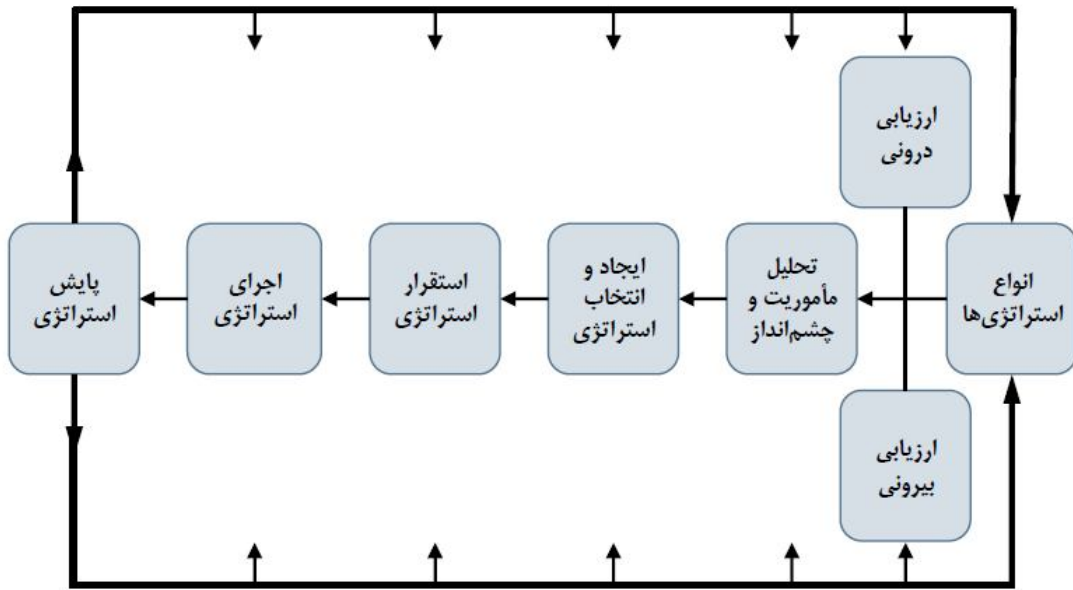 ارزیابی
درونی
انواع
استراتژی‌ها
تحلیل
مأموریت و
چشم‌انداز
ایجاد و
انتخاب
استراتژی
استقرار
استراتژی
اجرای
استراتژی
پایش
استراتژی
ارزیابی
بیرونی